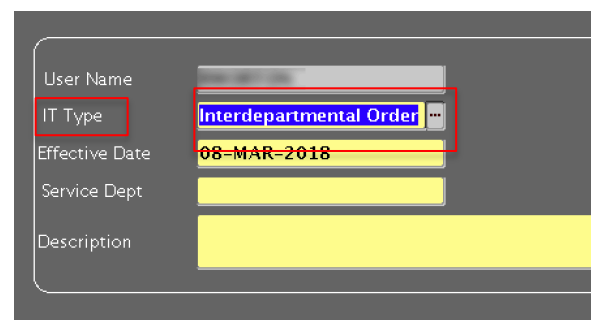 User Name
IT Type Interdepartmental Order ...
Effective Date 08-MAR-2018
Service Dept
Description